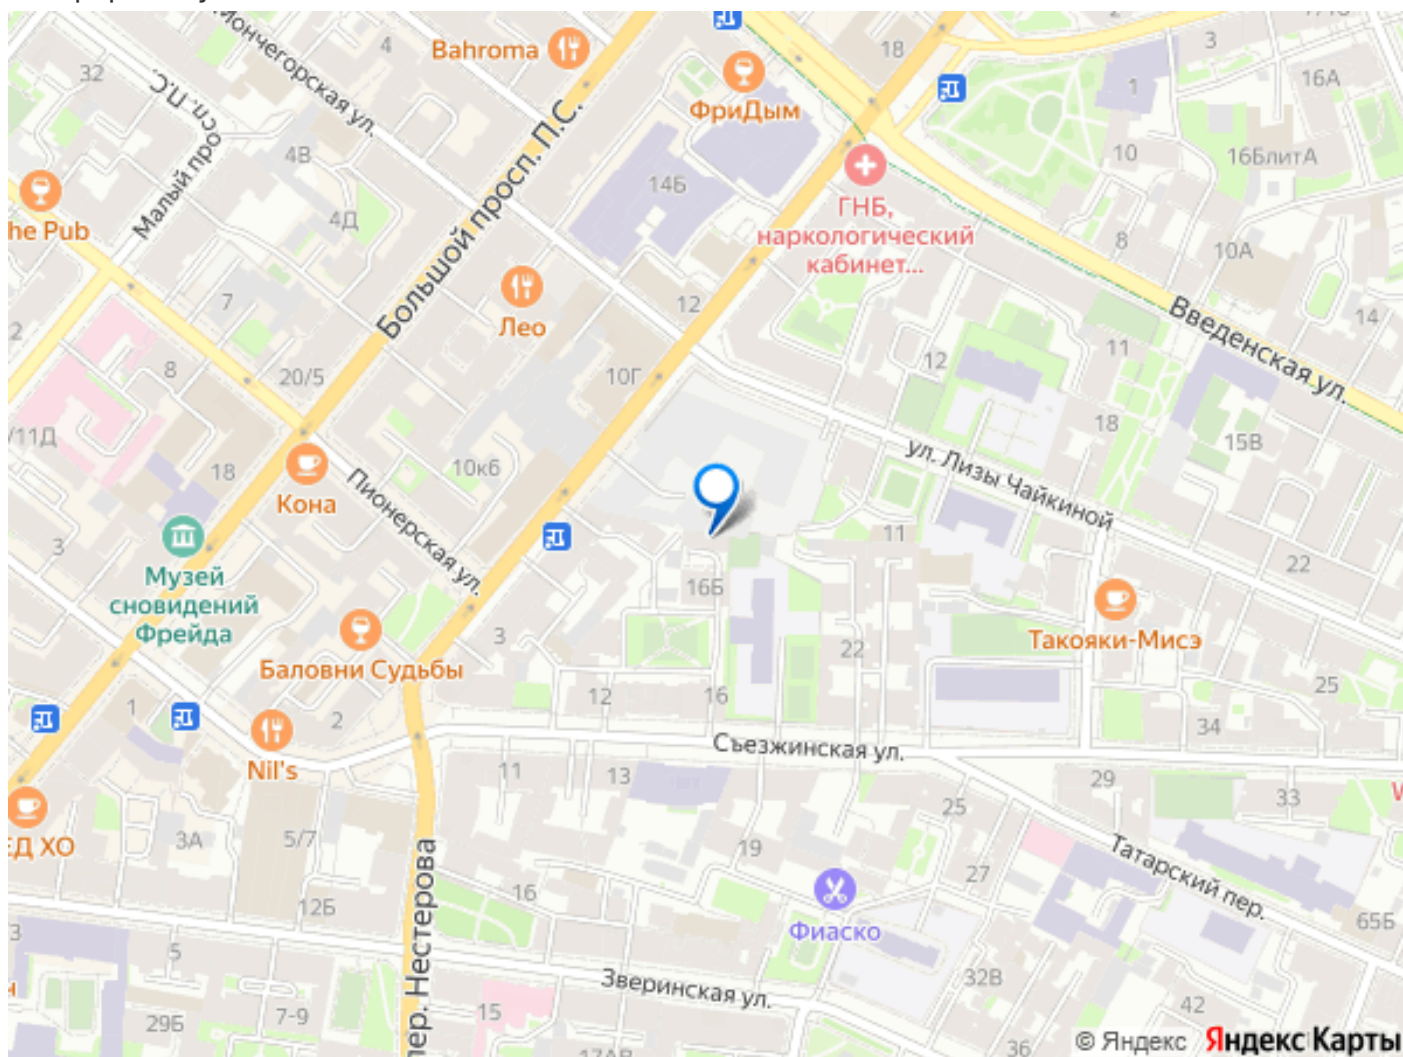 Bahroma
18
3
4
32
Мончегорская ул.
16А
ФриДым
1
Малый просп. П.С.
Большой просп. П.С.
4В
10
16БлитА
14Б
ГНБ,
наркологический
кабинет...
he Pub
4Д
8
10А
7
12
Введенская ул.
14
Лео
2
11
12
8
20/5
10Г
18
/11Д
ул. Лизы Чайкиной
15В
18
10к6
Кона
Пионерская ул.
3
11
22
Музей
сновидений
Фрейда
16Б
Такояки-Мисэ
3
22
Баловни Судьбы
12
16
25
1
2
34
Съезжинская ул.
Nil's
11
13
29
33
25
ЕД ХО
3А
5/7
19
Татарский пер.
27
16
12Б
65Б
Фиаско
3
5
пер. Нестерова
Зверинская ул.
32В
42
15
7-9
29Б
17АВ
36
© Яндекс Яндекс Карты